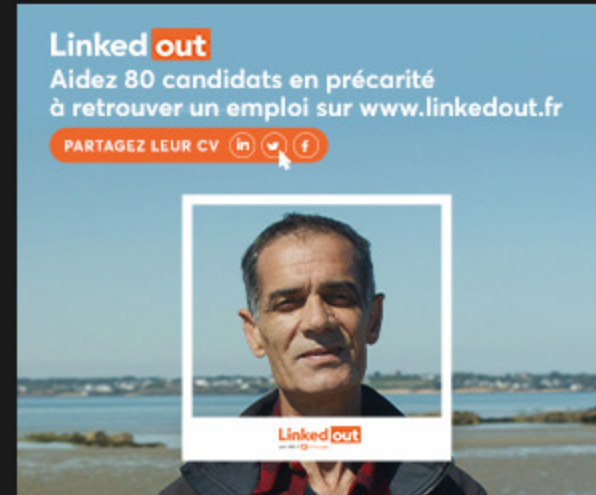 Linked out
Aidez 80 candidats en précarité
à retrouver un emploi sur www.linkedout.fr
PARTAGEZ LEUR CV in f
Linked out